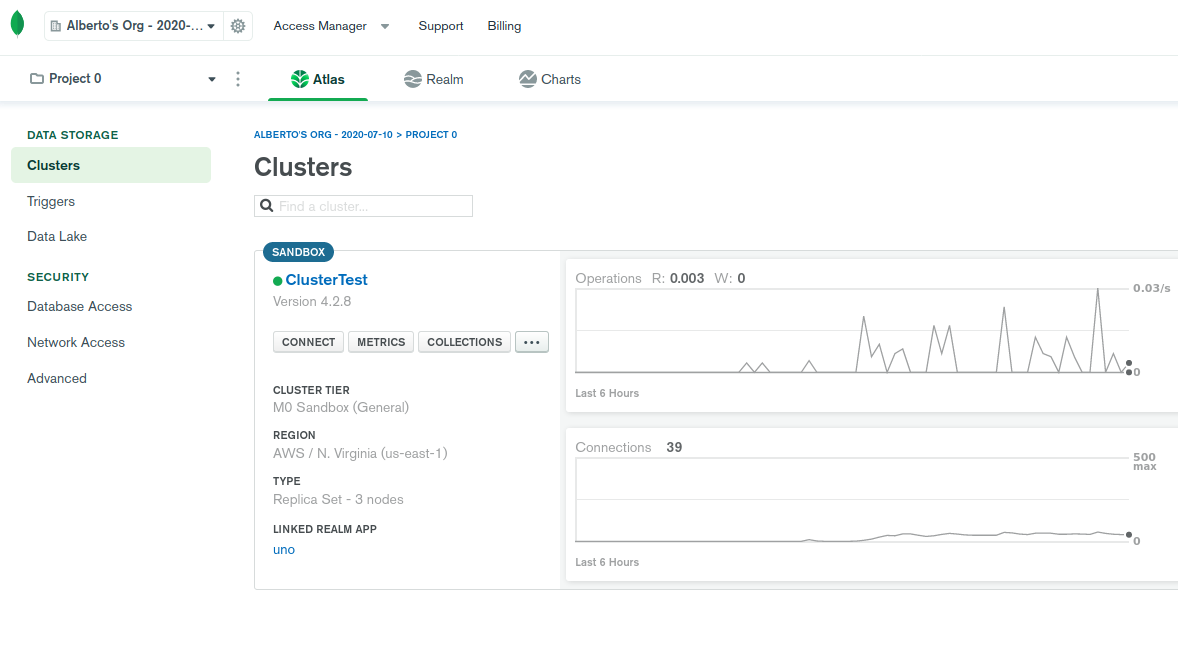 Alberto's Org - 2020-... Access Manager Support Billing
Project 0 Atlas Realm Charts
DATA STORAGE
Clusters
Triggers
Data Lake
SECURITY
Database Access
Network Access
Advanced
ALBERTO'S ORG - 2020-07-10 > PROJECT 0
Clusters
Find a cluster...
SANDBOX
ClusterTest
Version 4.2.8
CONNECT METRICS COLLECTIONS ...
CLUSTER TIER
M0 Sandbox (General)
REGION
AWS / N. Virginia (us-east-1)
TYPE
Replica Set - 3 nodes
LINKED REALM APP
uno
Operations R: 0.003 W: 0
0.03/s
0
Last 6 Hours
Connections 39
500
max
0
Last 6 Hours